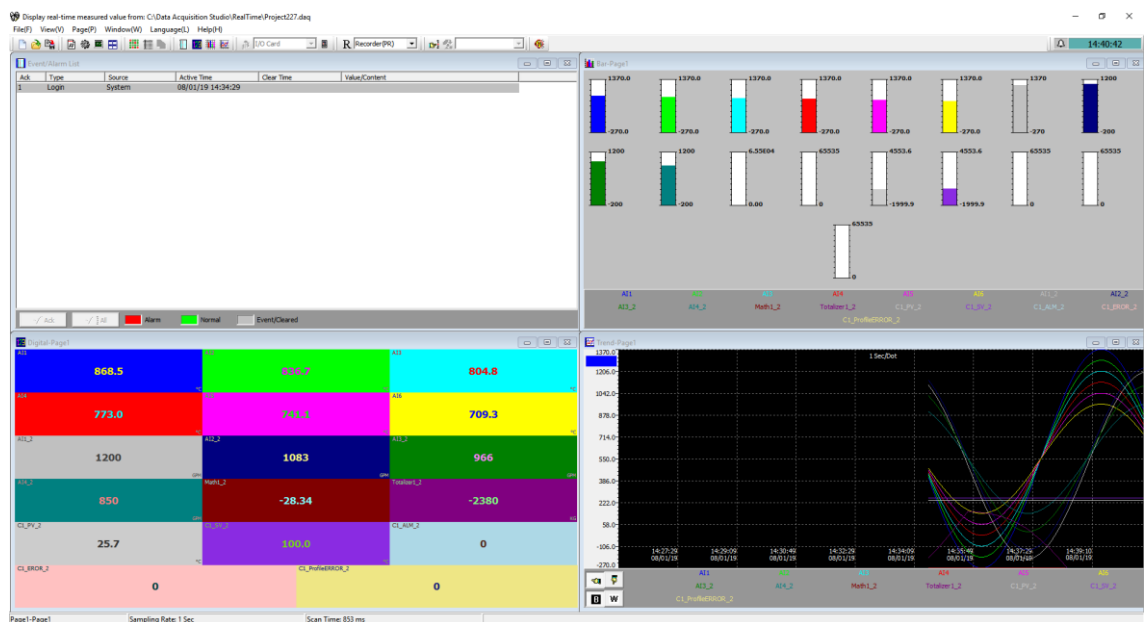 Display real-time measured value from: C:\Data Acquisition Studio\RealTime\Project227.daq
File(F) View(V) Page(P) Window(W) Language(L) Help(H)
I/O Card R Recorder(PR) 14:40:42
Event/Alarm List
Ack Type Source Active Time Clear Time Value/Content
1 Login System 08/01/19 14:34:29
Ack All Alarm Normal Event/Cleared
Bar-Page1
1370.0 1370.0 1370.0 1370.0 1370.0 1370.0 1370 1200
-270.0 -270.0 -270.0 -270.0 -270.0 -270.0 -270 -200
1200 1200 6.55E04 65535 4553.6 4553.6 65535 65535
-200 -200 0.00 0 -1999.9 -1999.9 0 0
65535
0
AI1 AI4 AI5 AI6 AI1_2 AI2_2
AI3_2 AI4_2 Math1_2 Totalizer1_2 C1_PV_2 C1_SV_2 C1_ALM_2 C1_EROR_2
C1_ProfileERROR_2
Digital-Page1
AI1 AI3
868.5 836.7 804.8
°C °C
AI4 AI6
773.0 741.1 709.3
°C °C
AI1_2 AI2_2 AI3_2
1200 1083 966
GPM GPM GPM
AI4_2 Math1_2 Totalizer1_2
850 -28.34 -2380
KG
C1_PV_2 C1_SV_2 C1_ALM_2
25.7 100.0 0
C1_EROR_2 C1_ProfileERROR_2
0 0
Trend-Page1
1 Sec/Dot
1370.0
1206.0
1042.0
878.0
714.0
550.0
386.0
222.0
58.0
-106.0
-270.0
14:27:29 14:29:09 14:30:49 14:32:29 14:34:09 14:35:49 14:37:29 14:39:10
08/01/19 08/01/19 08/01/19 08/01/19 08/01/19 08/01/19 08/01/19 08/01/19
AI1 AI4 AI5 AI6
AI3_2 AI4_2 Math1_2 Totalizer1_2 C1_PV_2 C1_SV_2
C1_ProfileERROR_2
B W
Page1-Page1 Sampling Rate: 1 Sec Scan Time: 853 ms